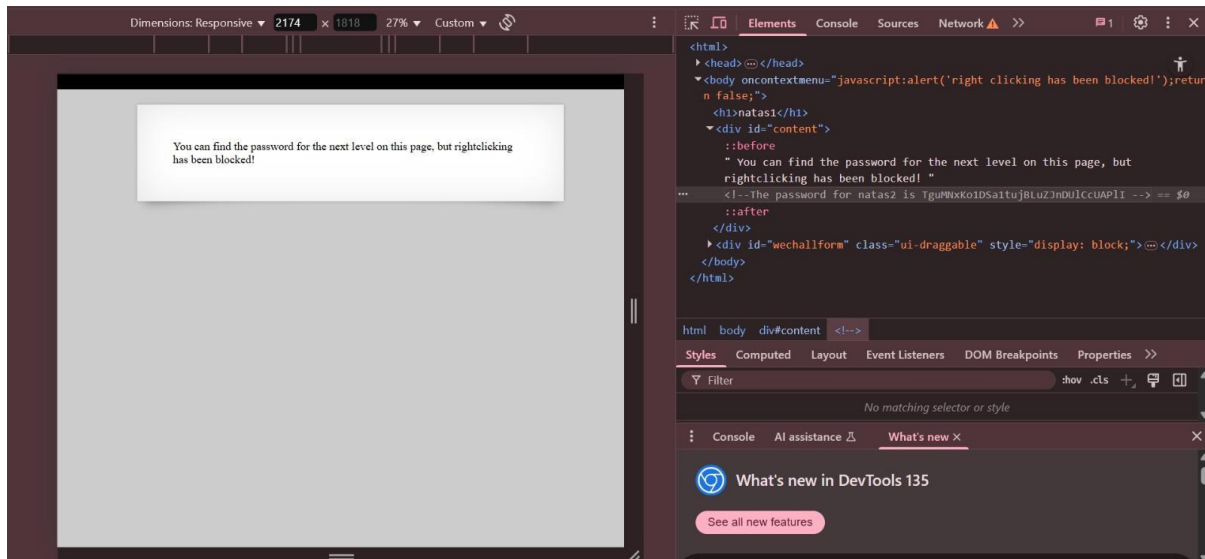 Dimensions: Responsive ▼ 2174 × 1818 27% ▼ Custom ▼
You can find the password for the next level on this page, but rightclicking
has been blocked!
Elements Console Sources Network >> 1
<html>
<head> ... </head>
<body oncontextmenu="javascript:alert('right clicking has been blocked!');retur
n false;">
<h1>natas1</h1>
<div id="content">
::before
" You can find the password for the next level on this page, but
rightclicking has been blocked! "
... <!--The password for natas2 is TguMNxKo1DSa1tujBLuZJnDUlCcUAPlI --> == $0
::after
</div>
<div id="wechallform" class="ui-draggable" style="display: block;"> ... </div>
</body>
</html>
html body div#content <!-->
Styles Computed Layout Event Listeners DOM Breakpoints Properties >>
Filter :hov .cls +
No matching selector or style
Console AI assistance What's new ×
What's new in DevTools 135
See all new features